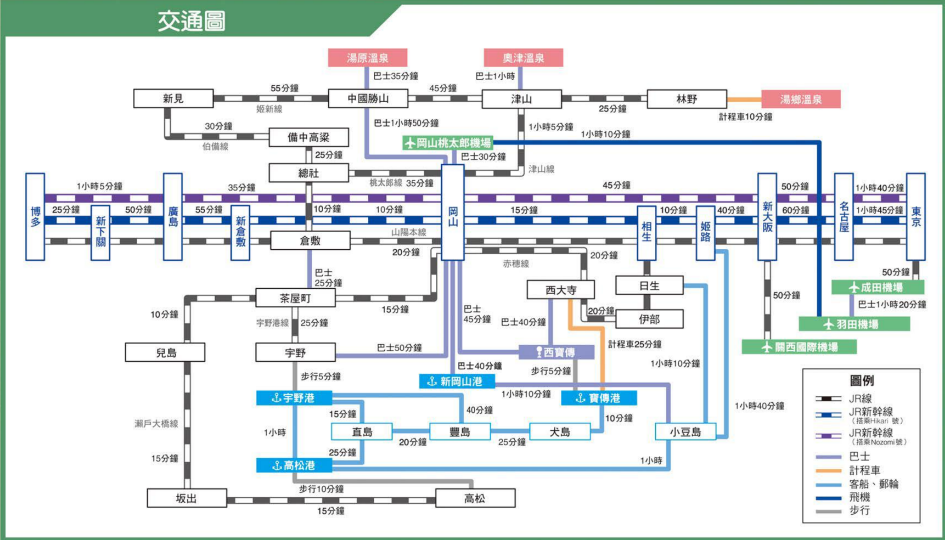 交通圖
湯原溫泉
奧津溫泉
巴士35分鐘
巴士1小時
新見
55分鐘
中國勝山
45分鐘
津山
25分鐘
林野
湯鄉溫泉
姬新線
計程車10分鐘
30分鐘
伯備線
備中高梁
巴士1小時50分鐘
1小時5分鐘
1小時10分鐘
岡山桃太郎機場
25分鐘
巴士30分鐘
津山線
總社
桃太郎線
35分鐘
博多
1小時5分鐘
廣島
35分鐘
岡山
45分鐘
新大阪
50分鐘
名古屋
1小時40分鐘
東京
25分鐘
新下關
50分鐘
55分鐘
新倉敷
10分鐘
10分鐘
15分鐘
相生
10分鐘
姬路
40分鐘
60分鐘
1小時45分鐘
倉敷
山陽本線
20分鐘
赤穗線
20分鐘
巴士
25分鐘
50分鐘
成田機場
日生
西大寺
茶屋町
15分鐘
巴士
45分鐘
20分鐘
伊部
50分鐘
巴士1小時20分鐘
羽田機場
10分鐘
宇野港線
25分鐘
巴士40分鐘
計程車25分鐘
關西國際機場
兒島
宇野
巴士50分鐘
西寶傳
巴士40分鐘
步行5分鐘
1小時10分鐘
步行5分鐘
新岡山港
1小時10分鐘
宇野港
寶傳港
40分鐘
10分鐘
1小時40分鐘
15分鐘
瀨戶大橋線
1小時
直島
20分鐘
豐島
25分鐘
犬島
小豆島
25分鐘
15分鐘
高松港
1小時
步行10分鐘
坂出
15分鐘
高松
圖例
JR線
JR新幹線
（搭乘Hikari 號）
JR新幹線
（搭乘Nozomi號）
巴士
計程車
客船、郵輪
飛機
步行